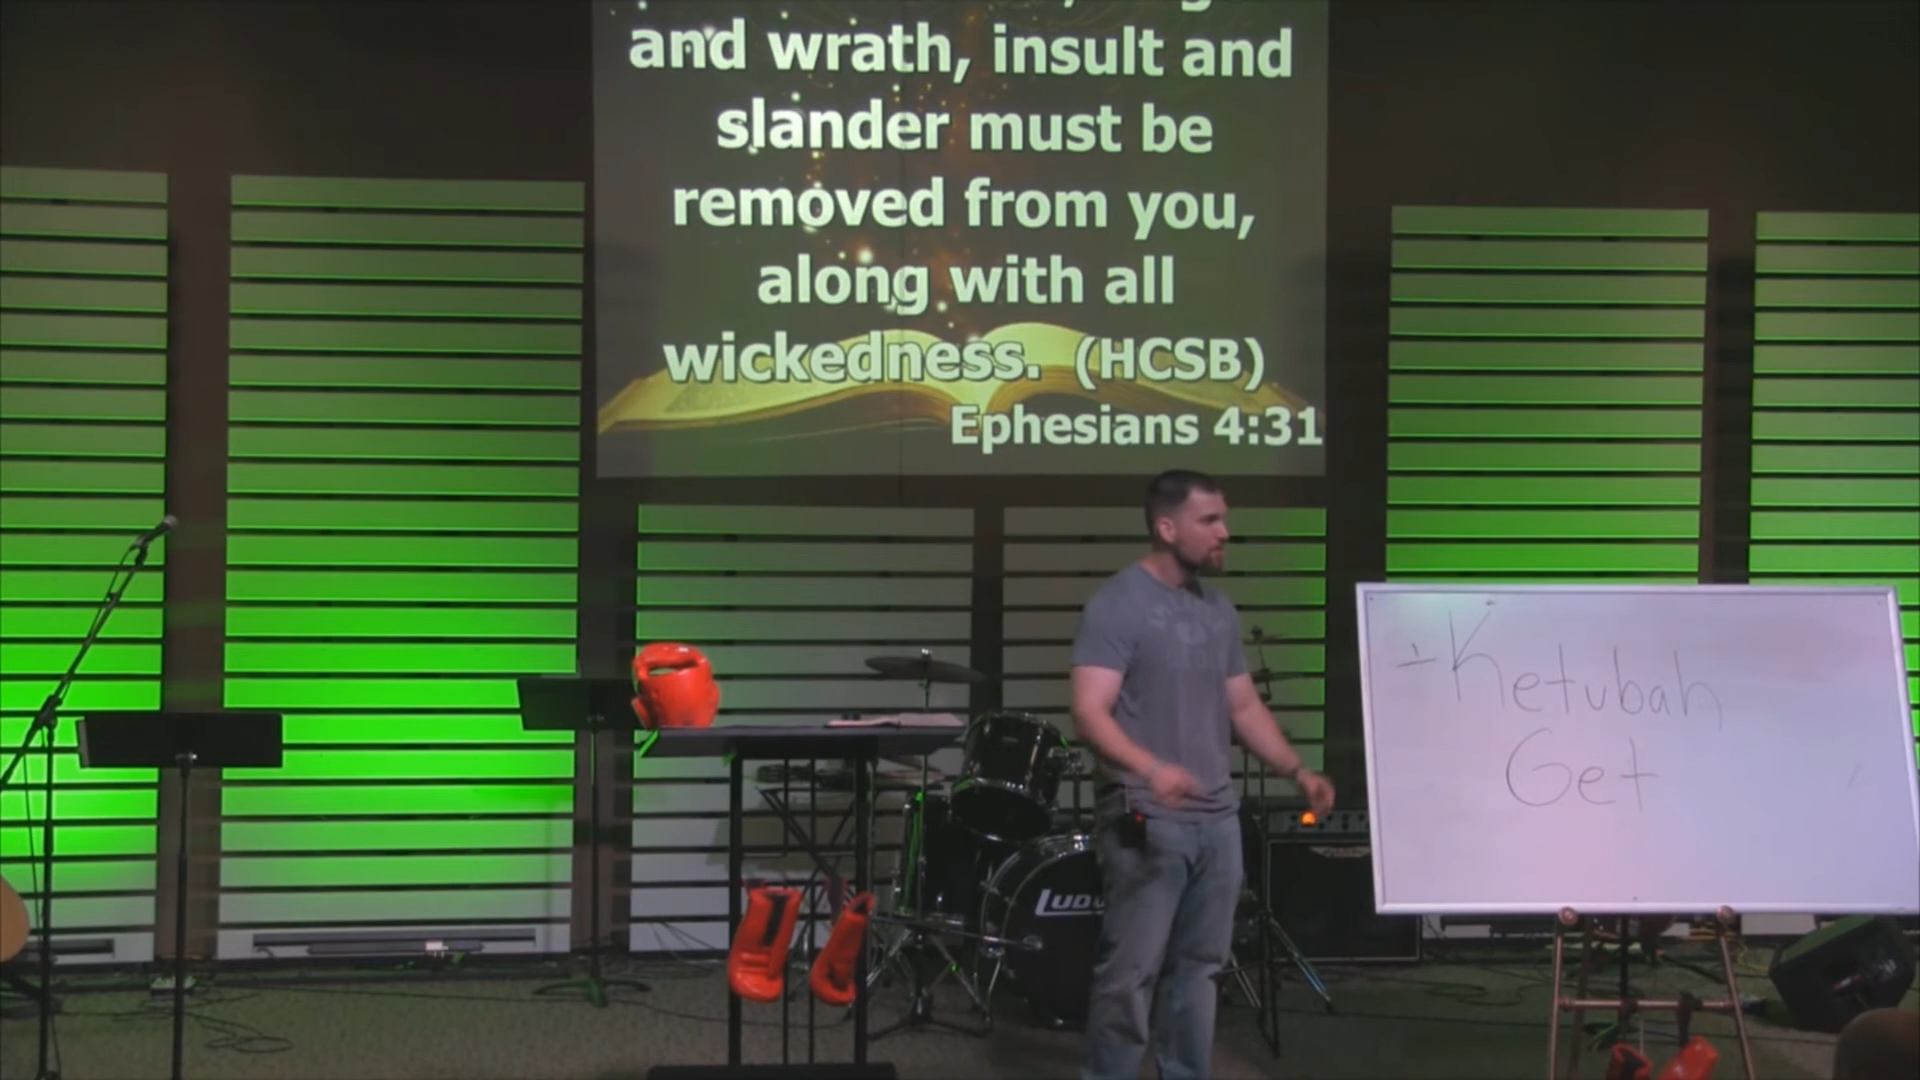 and wrath, insult and
slander must be
removed from you,
along with all
wickedness. (HCSB)
Ephesians 4:31
- Ketubah
Get